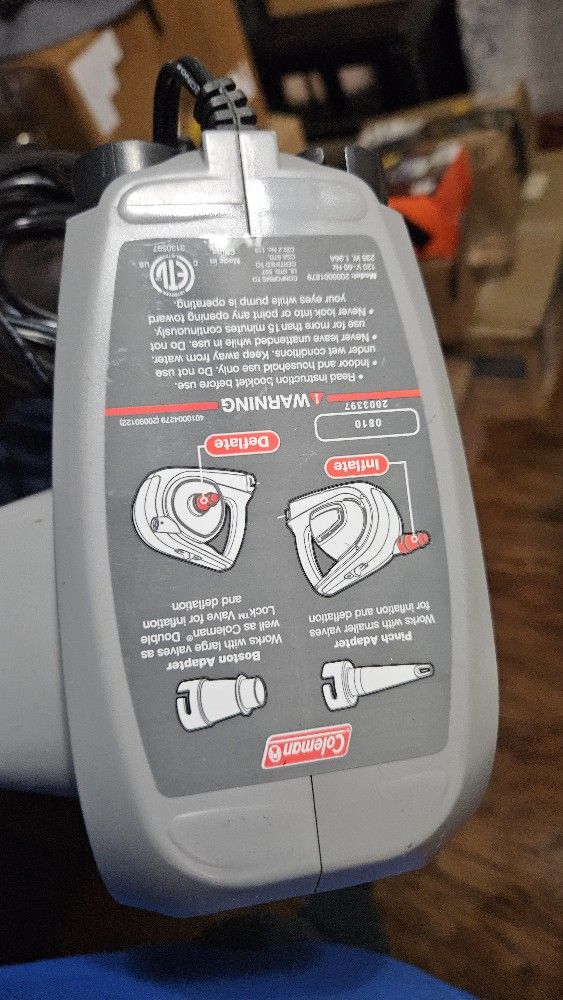 Coleman
Pinch Adapter
Works with smaller valves
for inflation and deflation
Boston Adapter
Works with large valves as
well as Coleman® Double
Lock™ Valve for inflation
and deflation
Inflate
Deflate
0810
2003397
4010004279 (20090122)
WARNING
• Read instruction booklet before use.
• Indoor and household use only. Do not use
under wet conditions. Keep away from water.
• Never leave unattended while in use. Do not
use for more than 15 minutes continuously.
• Never look into or point any opening toward
your eyes while pump is operating.
Model: 2000001879
120 V~60 Hz
235 W, 1.96A
CONFORMS TO
UL STD. 507
CERTIFIED TO
CSA STD.
C22.2 No. 113
Made in
China
C
ETL
US
3130597